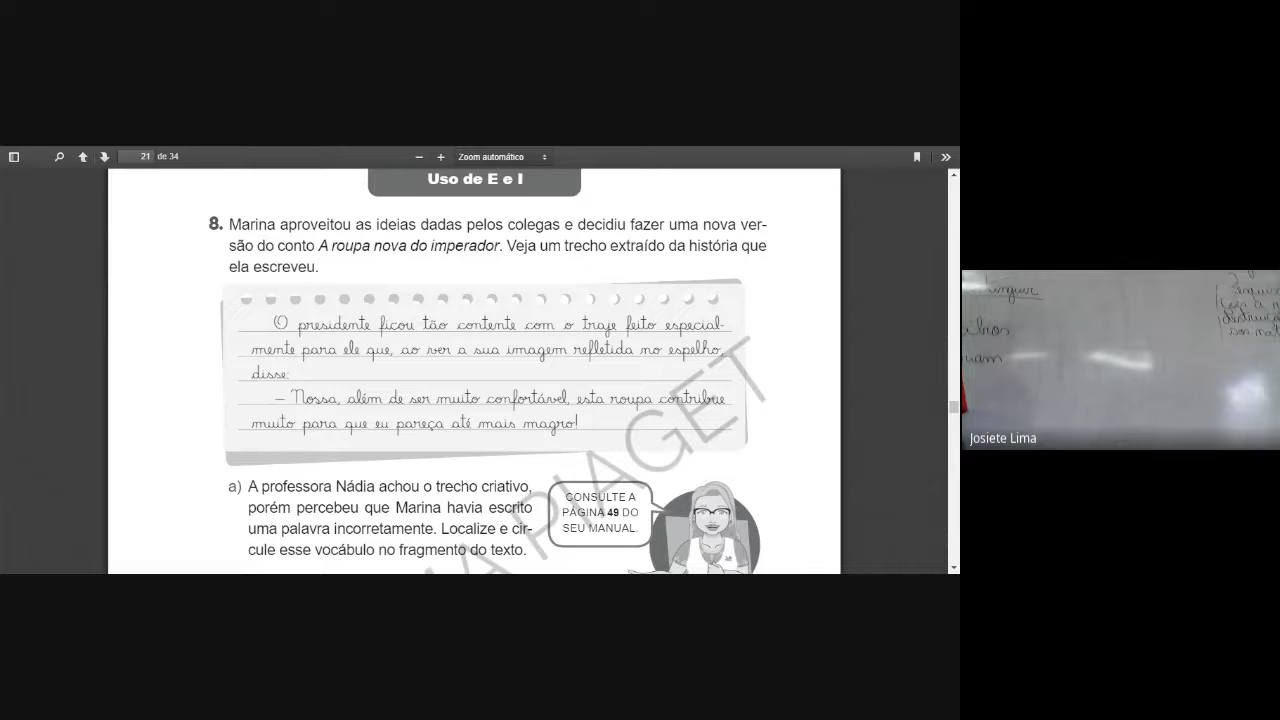 21 de 34
Zoom automático
Uso de E e I
8. Marina aproveitou as ideias dadas pelos colegas e decidiu fazer uma nova ver-
são do conto A roupa nova do imperador. Veja um trecho extraído da história que
ela escreveu.
O presidente ficou tão contente com o traje feito especial-
mente para ele que, ao ver a sua imagem refletida no espelho,
disse:
– Nossa, além de ser muito confortável, esta roupa contribue
muito para que eu pareça até mais magro!
a) A professora Nádia achou o trecho criativo,
porém percebeu que Marina havia escrito
uma palavra incorretamente. Localize e cir-
cule esse vocábulo no fragmento do texto.
CONSULTE A
PÁGINA 49 DO
SEU MANUAL.
A PIAGET
Josiete Lima